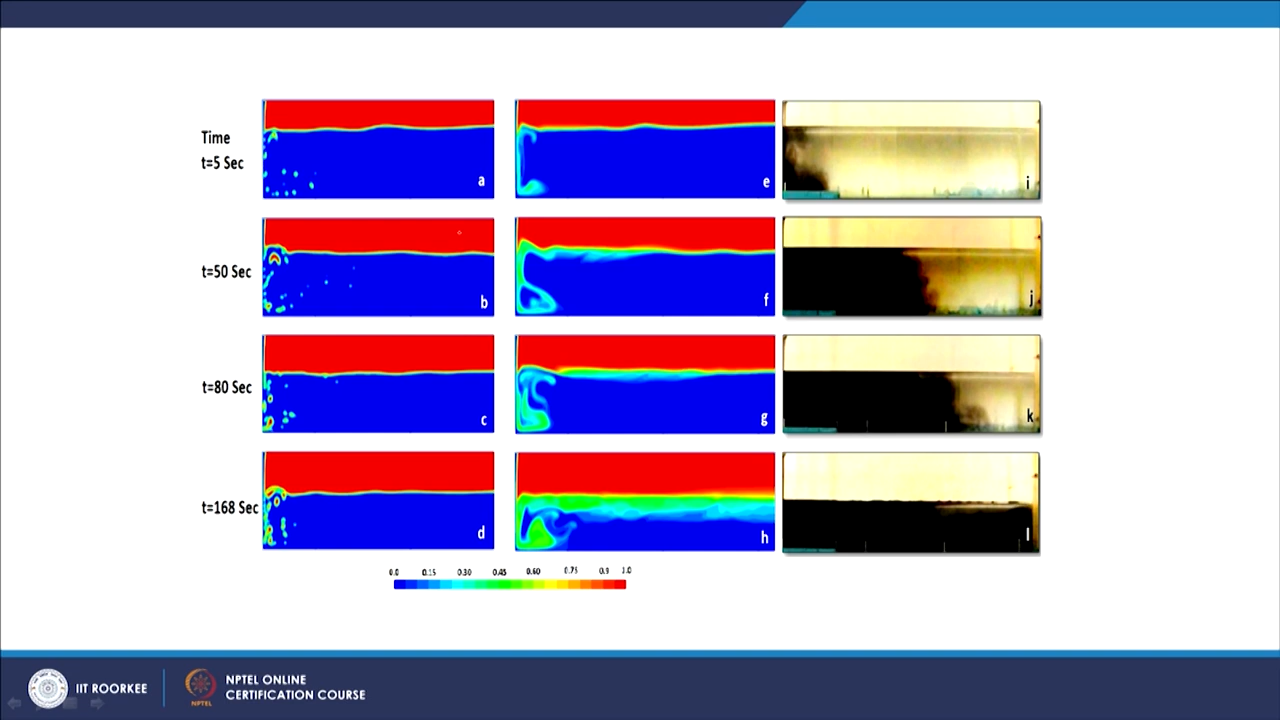 Time
t=5 Sec
a
e
i
t=50 Sec
b
f
j
t=80 Sec
c
g
k
t=168 Sec
d
h
l
0.0 0.15 0.30 0.45 0.60 0.75 0.9 1.0
IIT ROORKEE
NPTEL
NPTEL ONLINE
CERTIFICATION COURSE